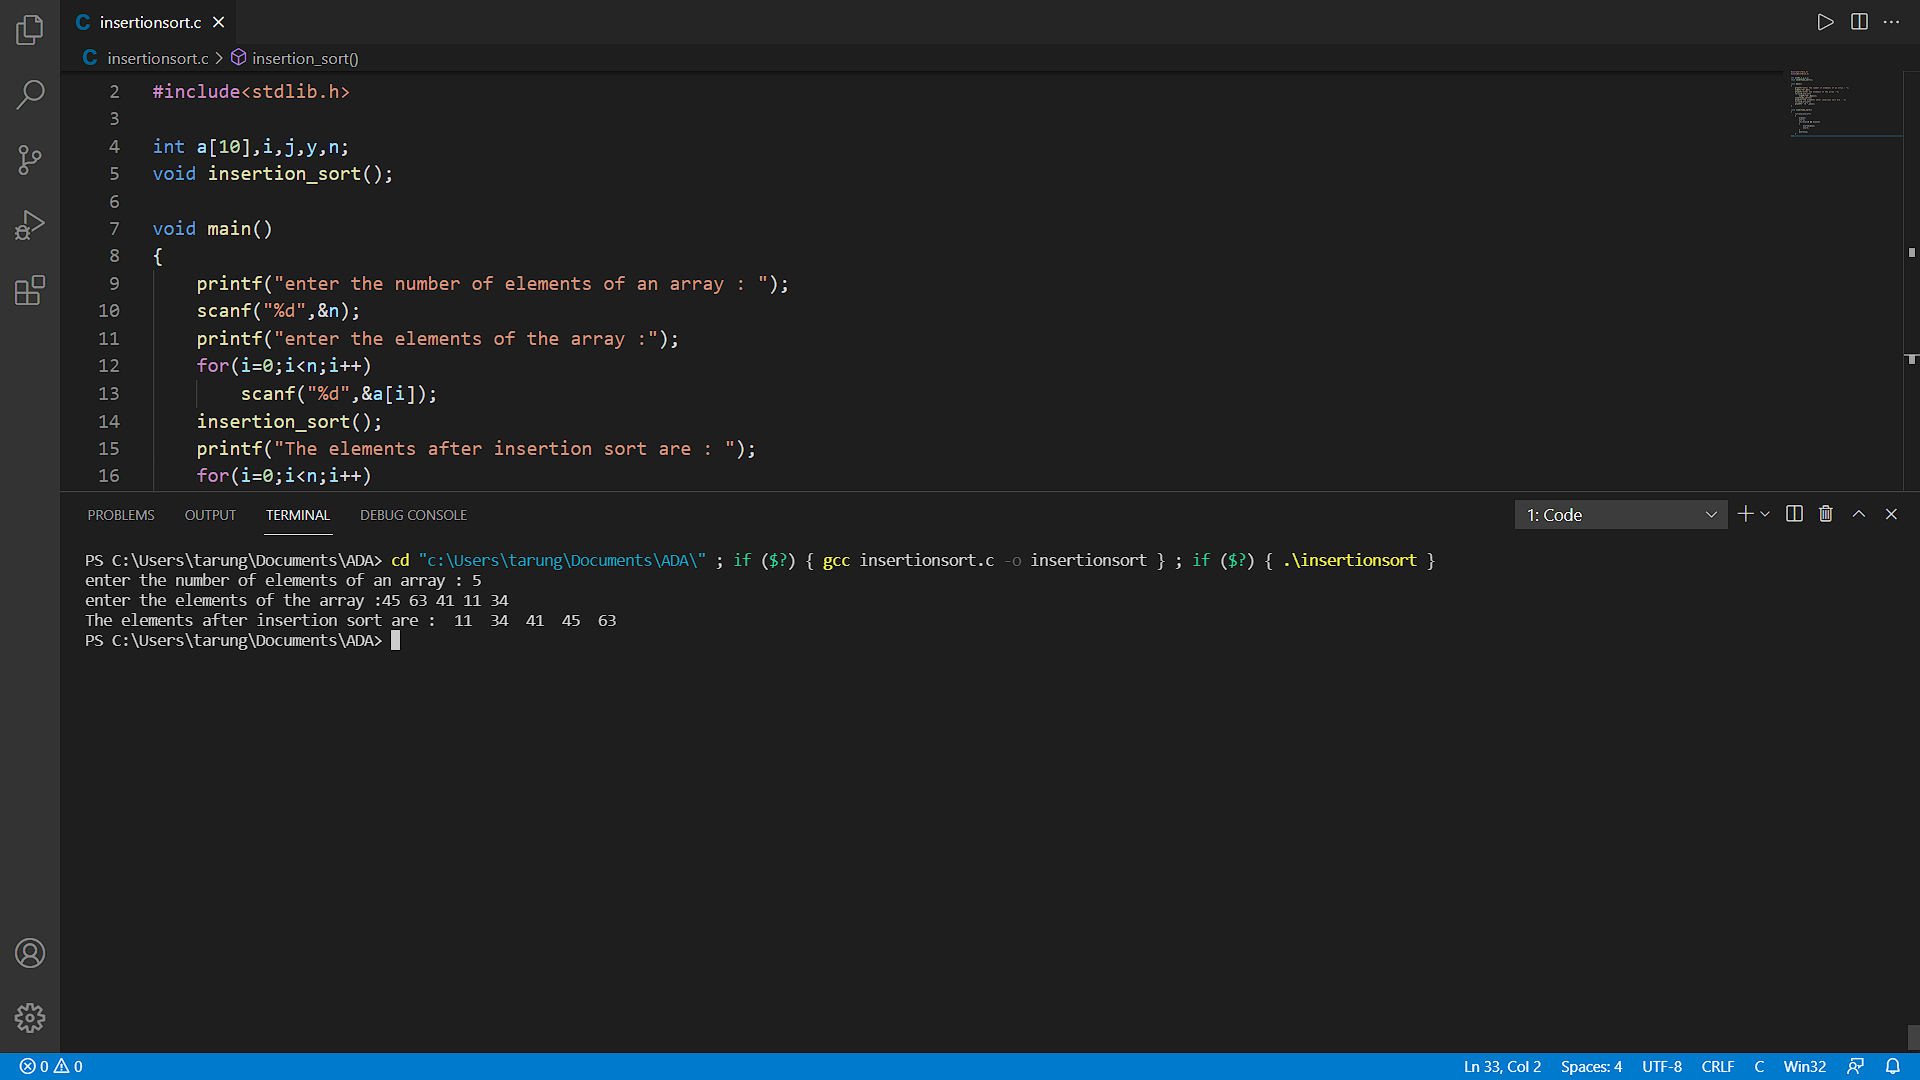 insertionsort.c
insertionsort.c > insertion_sort()
2 #include<stdlib.h>
3
4 int a[10],i,j,y,n;
5 void insertion_sort();
6
7 void main()
8 {
9 printf("enter the number of elements of an array : ");
10 scanf("%d",&n);
11 printf("enter the elements of the array :");
12 for(i=0;i<n;i++)
13 scanf("%d",&a[i]);
14 insertion_sort();
15 printf("The elements after insertion sort are : ");
16 for(i=0;i<n;i++)
PROBLEMS OUTPUT TERMINAL DEBUG CONSOLE 1: Code
PS C:\Users\tarung\Documents\ADA> cd "c:\Users\tarung\Documents\ADA\" ; if ($?) { gcc insertionsort.c -o insertionsort } ; if ($?) { .\insertionsort }
enter the number of elements of an array : 5
enter the elements of the array :45 63 41 11 34
The elements after insertion sort are :  11  34  41  45  63
PS C:\Users\tarung\Documents\ADA>
0 0 Ln 33, Col 2 Spaces: 4 UTF-8 CRLF C Win32